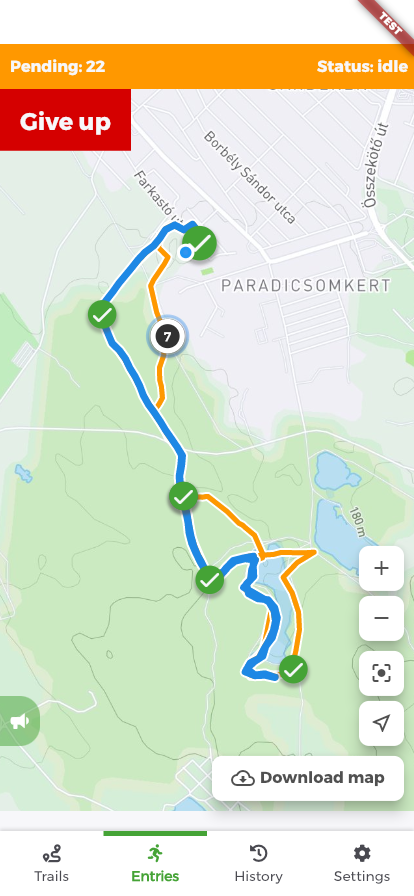 TEST
Pending: 22
Status: idle
Give up
Borbély Sándor utca
Összekötő út
Farkastó u
PARADICSOMKERT
7
180 m
Download map
Trails
Entries
History
Settings